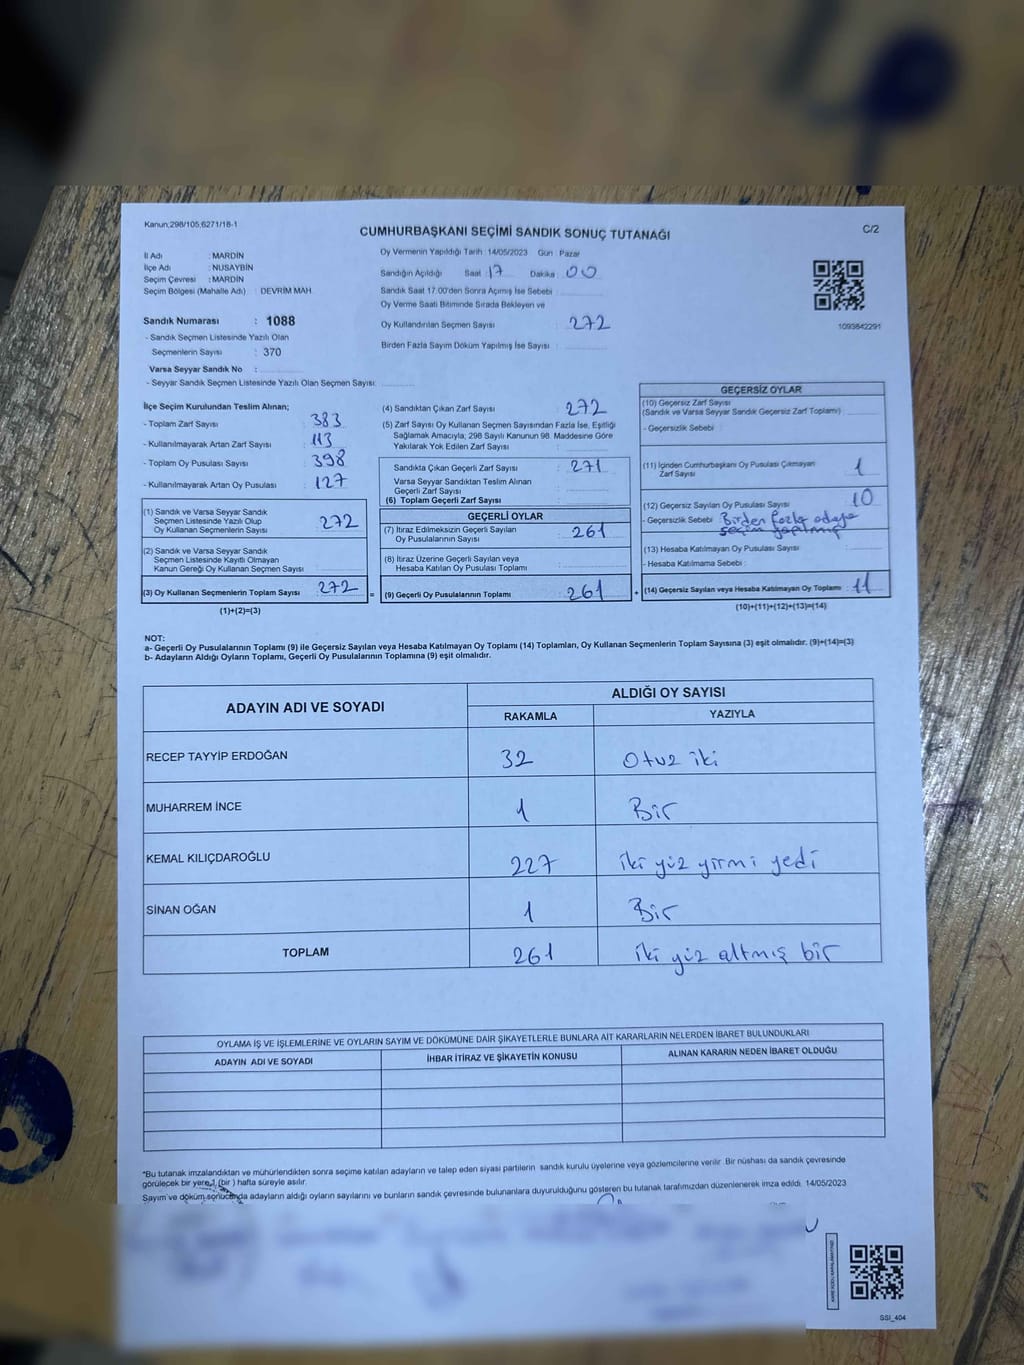 Kanun;298/105,6271/18-1
CUMHURBAŞKANI SEÇİMİ SANDIK SONUÇ TUTANAĞI
C/2
İl Adı : MARDİN
İlçe Adı : NUSAYBİN
Seçim Çevresi : MARDİN
Seçim Bölgesi (Mahalle Adı) : DEVRİM MAH.
Oy Vermenin Yapıldığı Tarih : 14/05/2023 Gün : Pazar
Sandığın Açıldığı Saat : 17 Dakika : 00
Sandık Saat 17.00'den Sonra Açılmış İse Sebebi :
Oy Verme Saati Bitiminde Sırada Bekleyen ve
Oy Kullandırılan Seçmen Sayısı : 272
Birden Fazla Sayım Döküm Yapılmış İse Sayısı :
1093842291
Sandık Numarası : 1088
- Sandık Seçmen Listesinde Yazılı Olan
Seçmenlerin Sayısı : 370
Varsa Seyyar Sandık No :
- Seyyar Sandık Seçmen Listesinde Yazılı Olan Seçmen Sayısı:
İlçe Seçim Kurulundan Teslim Alınan;
- Toplam Zarf Sayısı : 383
- Kullanılmayarak Artan Zarf Sayısı : 113
- Toplam Oy Pusulası Sayısı : 398
- Kullanılmayarak Artan Oy Pusulası : 127
(1) Sandık ve Varsa Seyyar Sandık
Seçmen Listesinde Yazılı Olup
Oy Kullanan Seçmenlerin Sayısı : 272
(2) Sandık ve Varsa Seyyar Sandık
Seçmen Listesinde Kayıtlı Olmayan
Kanun Gereği Oy Kullanan Seçmen Sayısı :
(3) Oy Kullanan Seçmenlerin Toplam Sayısı : 272
(1)+(2)=(3)
(4) Sandıktan Çıkan Zarf Sayısı : 272
(5) Zarf Sayısı Oy Kullanan Seçmen Sayısından Fazla İse, Eşitliği
Sağlamak Amacıyla, 298 Sayılı Kanunun 98. Maddesine Göre
Yakılarak Yok Edilen Zarf Sayısı :
Sandıkta Çıkan Geçerli Zarf Sayısı : 271
Varsa Seyyar Sandıktan Teslim Alınan
Geçerli Zarf Sayısı :
(6) Toplam Geçerli Zarf Sayısı :
GEÇERLİ OYLAR
(7) İtiraz Edilmeksizin Geçerli Sayılan
Oy Pusulalarının Sayısı : 261
(8) İtiraz Üzerine Geçerli Sayılan veya
Hesaba Katılan Oy Pusulası Toplamı :
= (9) Geçerli Oy Pusulalarının Toplamı : 261
GEÇERSİZ OYLAR
(10) Geçersiz Zarf Sayısı
(Sandık ve Varsa Seyyar Sandık Geçersiz Zarf Toplamı) :
- Geçersizlik Sebebi :
(11) İçinden Cumhurbaşkanı Oy Pusulası Çıkmayan
Zarf Sayısı : 1
(12) Geçersiz Sayılan Oy Pusulası Sayısı : 10
- Geçersizlik Sebebi : Birden fazla adaya
seçim yapılmış
(13) Hesaba Katılmayan Oy Pusulası Sayısı :
- Hesaba Katılmama Sebebi :
+ (14) Geçersiz Sayılan veya Hesaba Katılmayan Oy Toplamı : 11
(10)+(11)+(12)+(13)=(14)
NOT:
a- Geçerli Oy Pusulalarının Toplamı (9) ile Geçersiz Sayılan veya Hesaba Katılmayan Oy Toplamı (14) Toplamları, Oy Kullanan Seçmenlerin Toplam Sayısına (3) eşit olmalıdır. (9)+(14)=(3)
b- Adayların Aldığı Oyların Toplamı, Geçerli Oy Pusulalarının Toplamına (9) eşit olmalıdır.
ADAYIN ADI VE SOYADI
ALDIĞI OY SAYISI
RAKAMLA YAZIYLA
RECEP TAYYİP ERDOĞAN 32 Otuz iki
MUHARREM İNCE 1 Bir
KEMAL KILIÇDAROĞLU 227 iki yüz yirmi yedi
SİNAN OĞAN 1 Bir
TOPLAM 261 iki yüz altmış bir
OYLAMA İŞ VE İŞLEMLERİNE VE OYLARIN SAYIM VE DÖKÜMÜNE DAİR ŞİKAYETLERLE BUNLARA AİT KARARLARIN NELERDEN İBARET BULUNDUKLARI
ADAYIN ADI VE SOYADI İHBAR İTİRAZ VE ŞİKAYETİN KONUSU ALINAN KARARIN NEDEN İBARET OLDUĞU
*Bu tutanak imzalandıktan ve mühürlendikten sonra seçime katılan adayların ve talep eden siyasi partilerin sandık kurulu üyelerine veya gözlemcilerine verilir. Bir nüshası da sandık çevresinde
görülecek bir yere 1 (bir) hafta süreyle asılır.
Sayım ve döküm sonucunda adayların aldığı oyların sayılarını ve bunların sandık çevresinde bulunanlara duyurulduğunu gösteren bu tutanak tarafımızdan düzenlenerek imza edildi. 14/05/2023
SSI_404